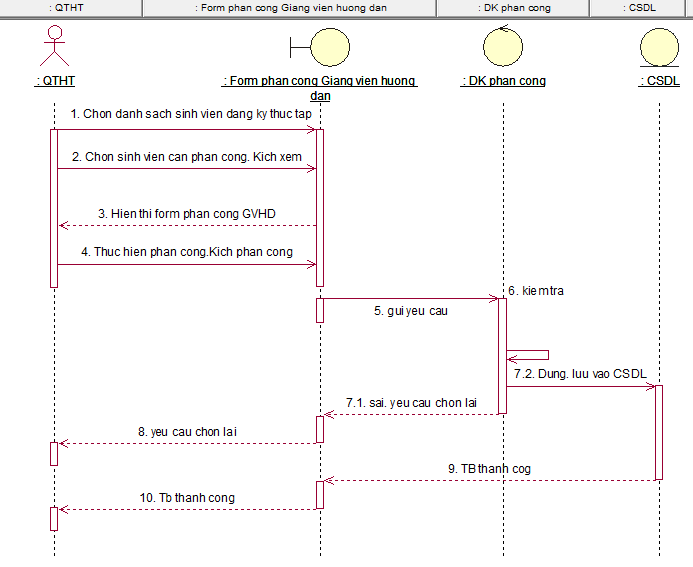 : QTHT
: Form phan cong Giang vien huong dan
: DK phan cong
: CSDL
: QTHT
: Form phan cong Giang vien huong
dan
: DK phan cong
: CSDL
1. Chon danh sach sinh vien dang ky thuc tap
2. Chon sinh vien can phan cong. Kich xem
3. Hien thi form phan cong GVHD
4. Thuc hien phan cong.Kich phan cong
6. kiem tra
5. gui yeu cau
7.2. Dung. luu vao CSDL
7.1. sai. yeu cau chon lai
8. yeu cau chon lai
9. TB thanh cog
10. Tb thanh cong